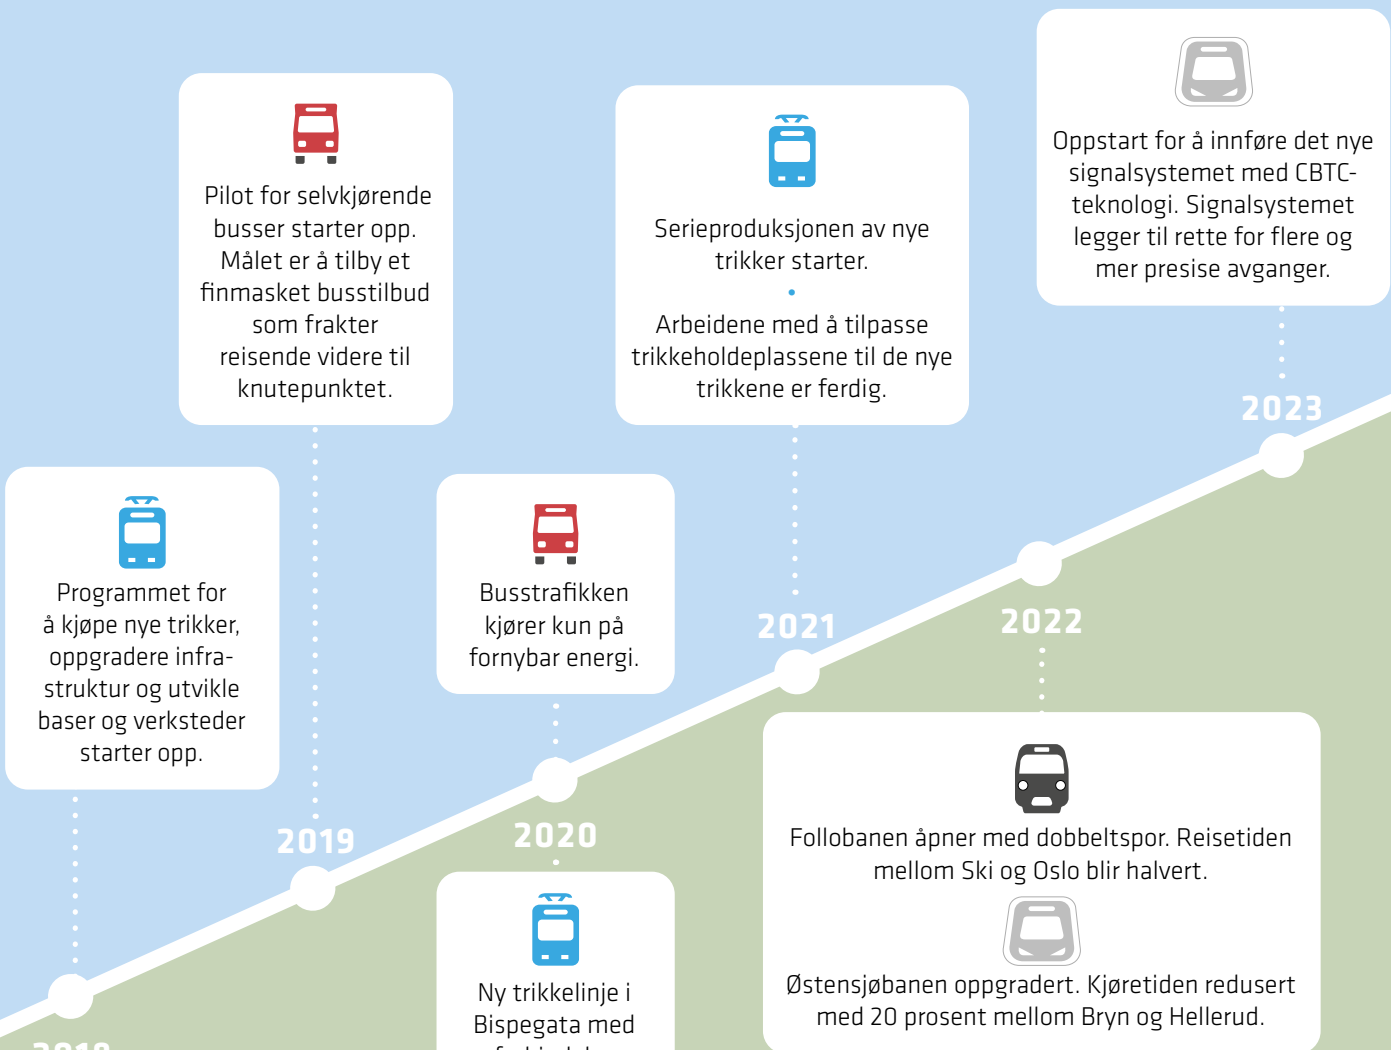 Programmet for
å kjøpe nye trikker,
oppgradere infra-
struktur og utvikle
baser og verksteder
starter opp.
2018
Pilot for selvkjørende
busser starter opp.
Målet er å tilby et
finmasket busstilbud
som frakter
reisende videre til
knutepunktet.
2019
Busstrafikken
kjører kun på
fornybar energi.
2020
Ny trikkelinje i
Bispegata med
Serieproduksjonen av nye
trikker starter.
•
Arbeidene med å tilpasse
trikkeholdeplassene til de nye
trikkene er ferdig.
2021
2022
Follobanen åpner med dobbeltspor. Reisetiden
mellom Ski og Oslo blir halvert.
Østensjøbanen oppgradert. Kjøretiden redusert
med 20 prosent mellom Bryn og Hellerud.
Oppstart for å innføre det nye
signalsystemet med CBTC-
teknologi. Signalsystemet
legger til rette for flere og
mer presise avganger.
2023